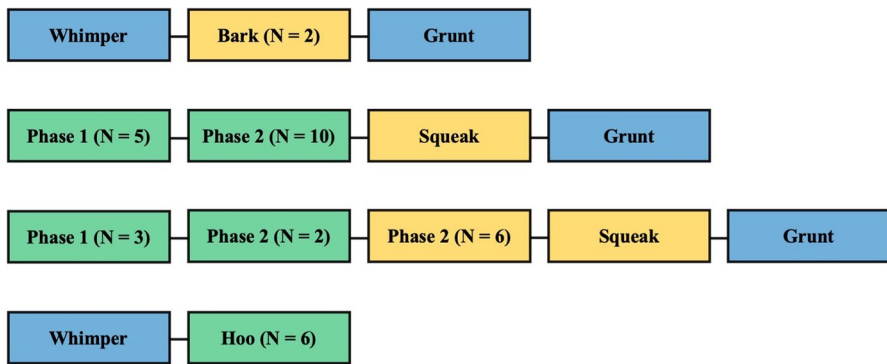 Whimper Bark (N = 2) Grunt
Phase 1 (N = 5) Phase 2 (N = 10) Squeak Grunt
Phase 1 (N = 3) Phase 2 (N = 2) Phase 2 (N = 6) Squeak Grunt
Whimper Hoo (N = 6)